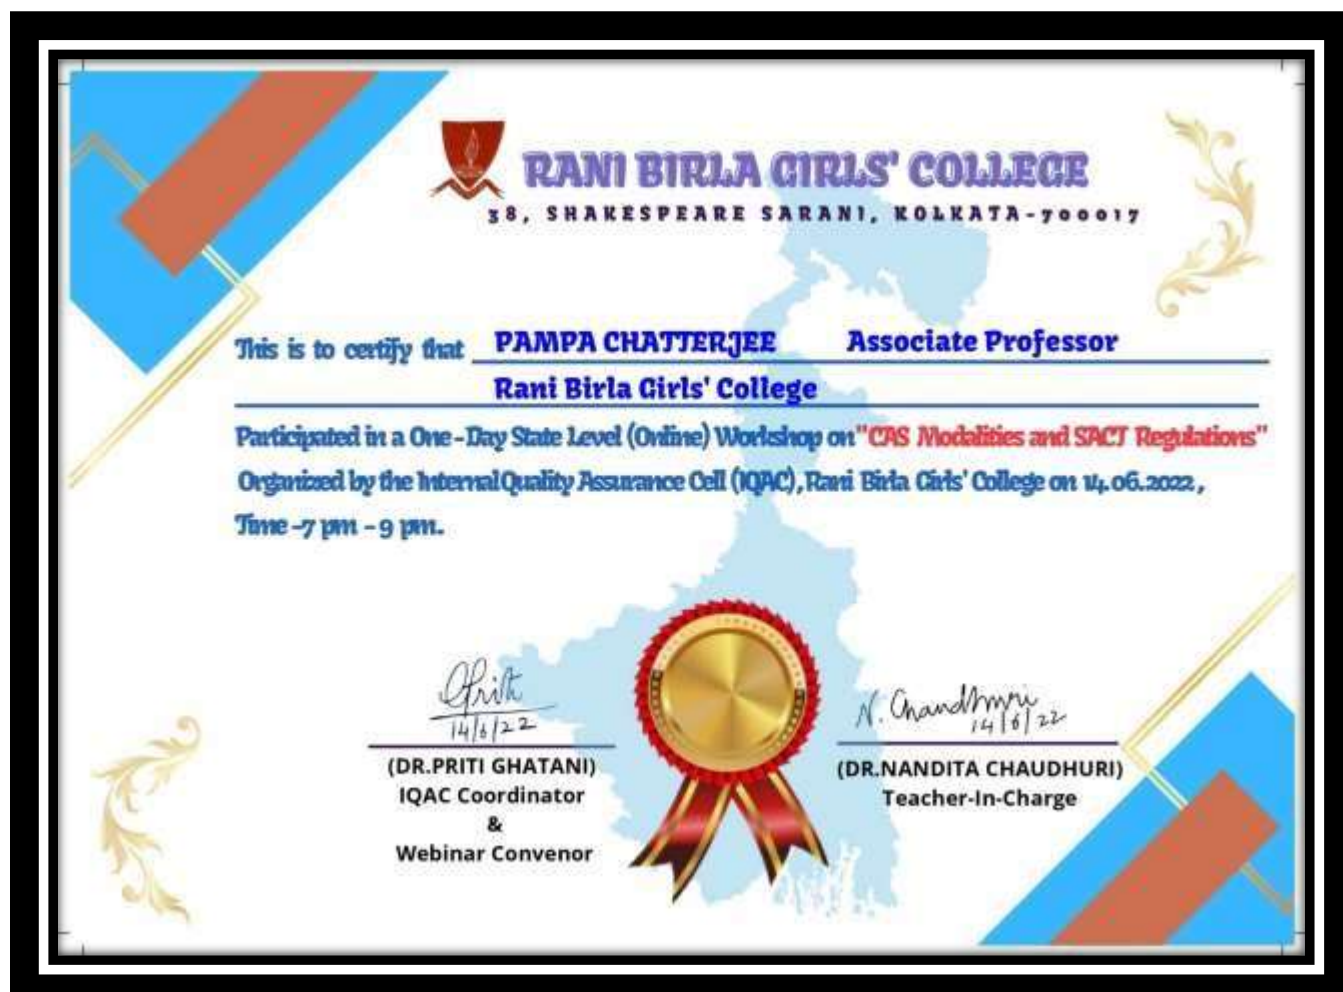 RANI BIRLA GIRLS' COLLEGE
38, SHAKESPEARE SARANI, KOLKATA-700017
This is to certify that PAMPA CHATTERJEE Associate Professor
Rani Birla Girls' College
Participated in a One-Day State Level (Online) Workshop on "CAS Modalities and SACT Regulations"
Organized by the Internal Quality Assurance Cell (IQAC), Rani Birla Girls' College on 14.06.2022,
Time -7 pm - 9 pm.
14/6/22
(DR.PRITI GHATANI)
IQAC Coordinator
&
Webinar Convenor
N. Chaudhuri
14/6/22
(DR.NANDITA CHAUDHURI)
Teacher-In-Charge